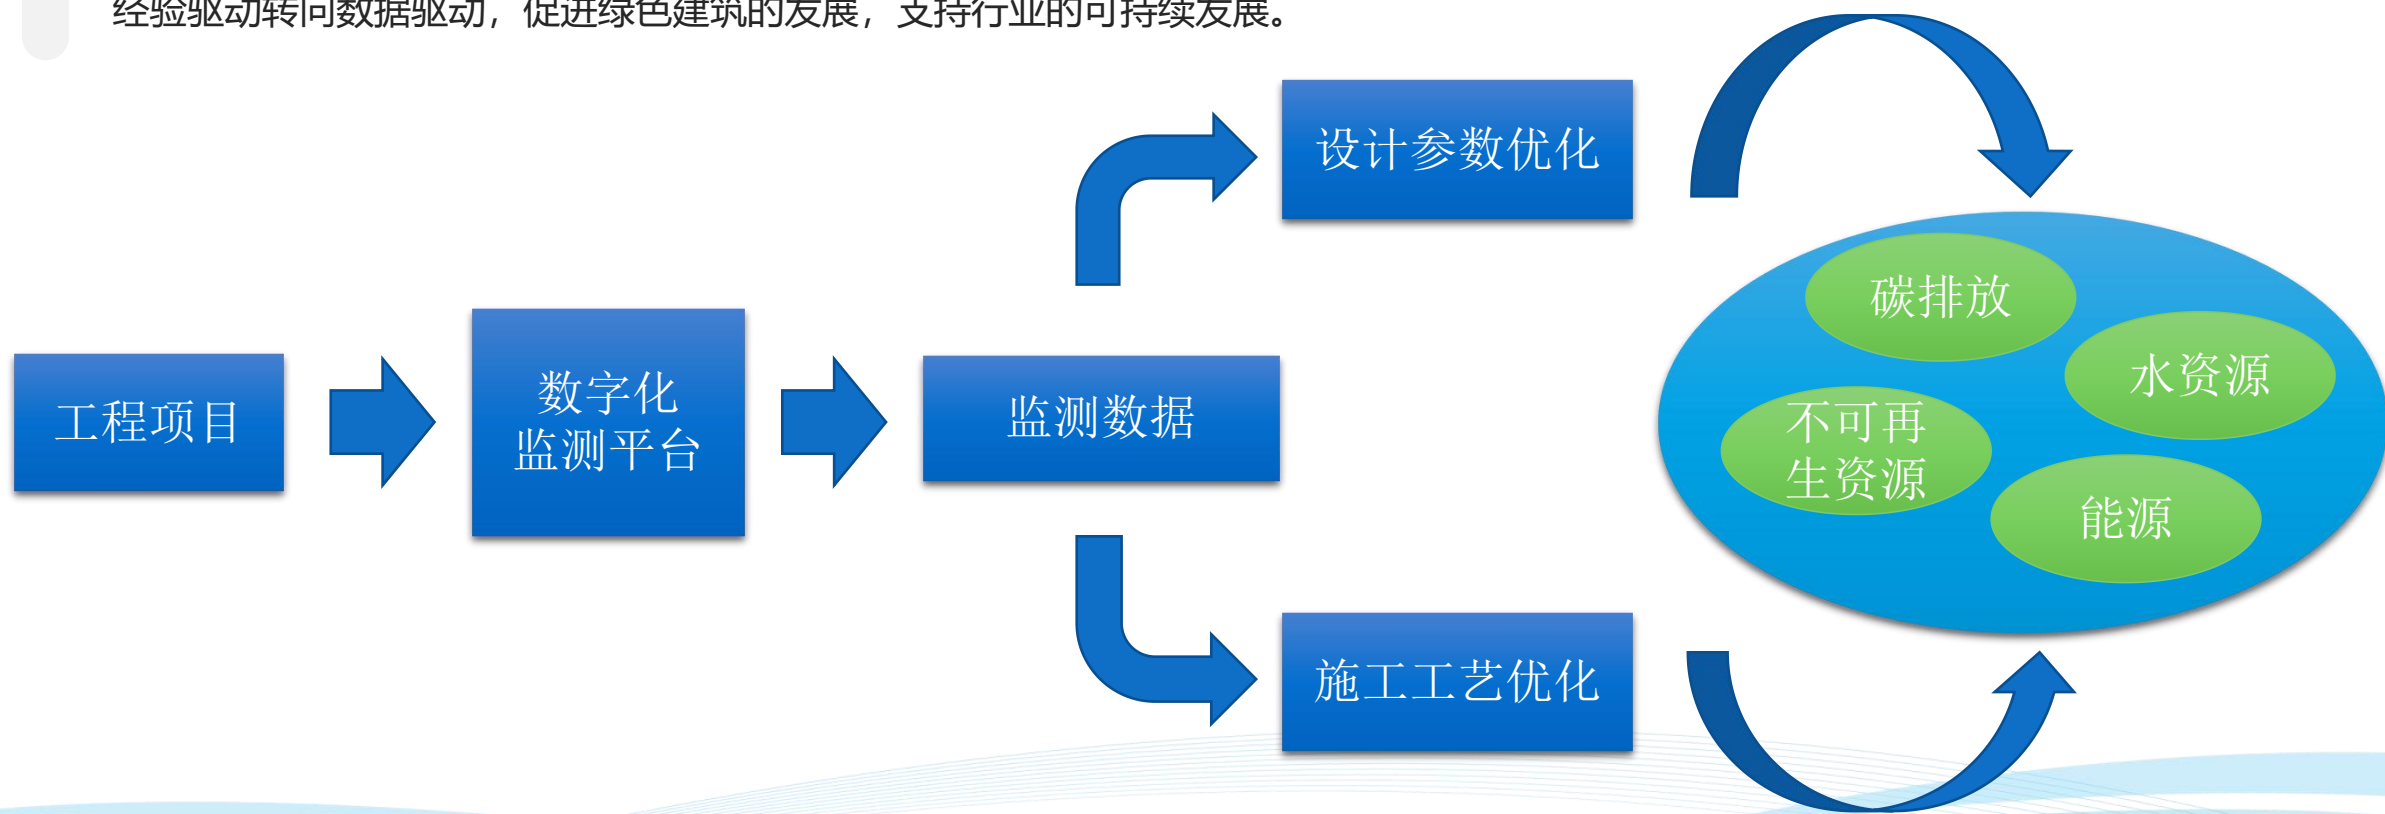 经验驱动转向数据驱动，促进绿色建筑的发展，支持行业的可持续发展。
设计参数优化
碳排放
水资源
工程项目
数字化
监测平台
监测数据
不可再
生资源
能源
施工工艺优化